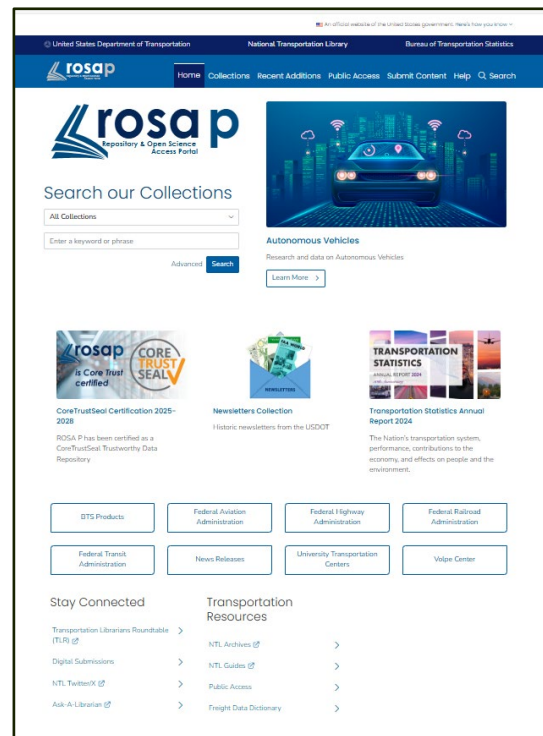 An official website of the United States government. Here's how you know
United States Department of Transportation
National Transportation Library
Bureau of Transportation Statistics
rosap
Home
Collections
Recent Additions
Public Access
Submit Content
Help
Search
rosap
Repository & Open Science
Access Portal
Search our Collections
All Collections
Enter a keyword or phrase
Advanced
Search
Autonomous Vehicles
Research and data on Autonomous Vehicles
Learn More
rosap
is Core Trust
certified
CORE
TRUST
SEAL
CoreTrustSeal Certification 2025-
2028
ROSA P has been certified as a
CoreTrustSeal Trustworthy Data
Repository
FAA WORLD
NEWSLETTERS
Newsletters Collection
Historic newsletters from the USDOT
TRANSPORTATION
STATISTICS
ANNUAL REPORT 2024
Transportation Statistics Annual
Report 2024
The Nation's transportation system,
performance, contributions to the
economy, and effects on people and the
environment.
BTS Products
Federal Aviation
Administration
Federal Highway
Administration
Federal Railroad
Administration
Federal Transit
Administration
News Releases
University Transportation
Centers
Volpe Center
Stay Connected
Transportation Librarians Roundtable
(TLR)
Digital Submissions
NTL Twitter/X
Ask-A-Librarian
Transportation
Resources
NTL Archives
NTL Guides
Public Access
Freight Data Dictionary